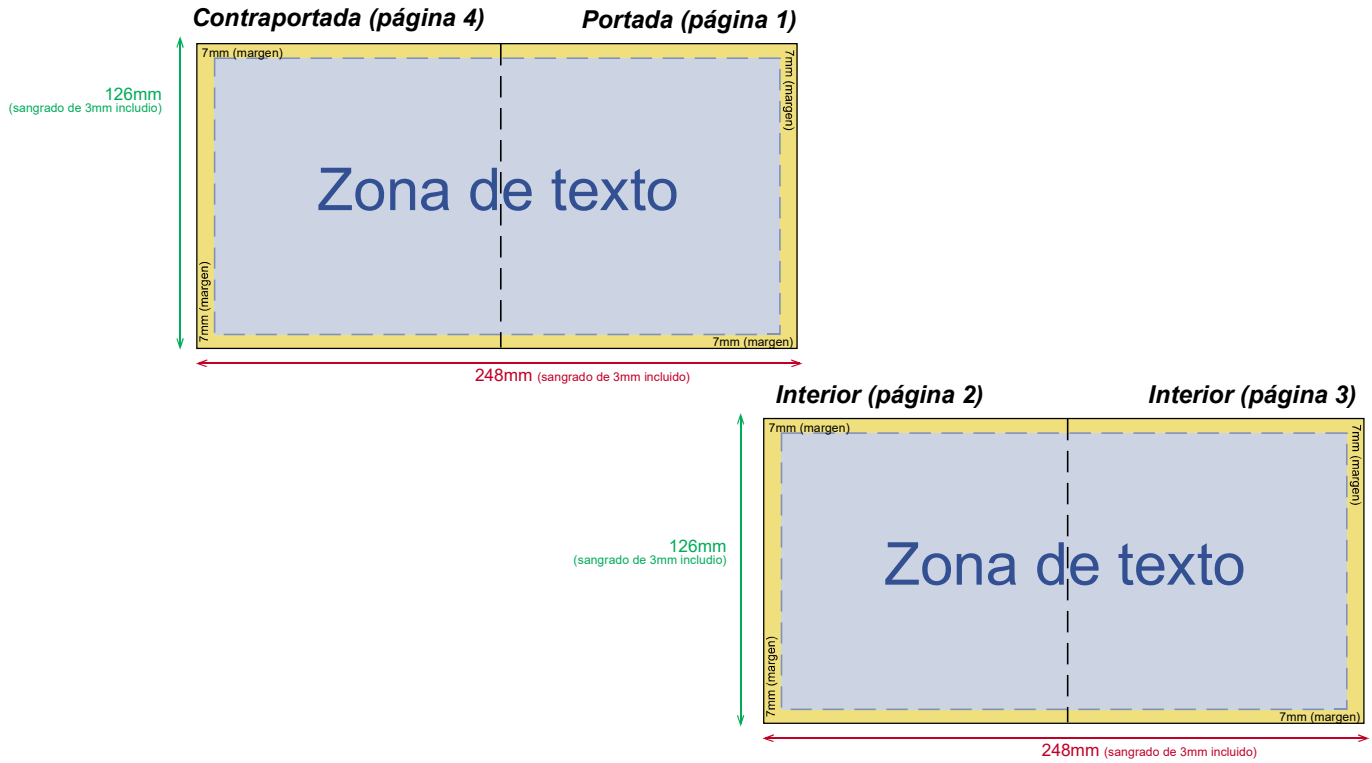 Contraportada (página 4)
Portada (página 1)
7mm (margen)
7mm (margen)
126mm
(sangrado de 3mm includio)
Zona de texto
7mm (margen)
7mm (margen)
248mm (sangrado de 3mm incluido)
Interior (página 2)
Interior (página 3)
7mm (margen)
7mm (margen)
126mm
(sangrado de 3mm includio)
Zona de texto
7mm (margen)
7mm (margen)
248mm (sangrado de 3mm incluido)